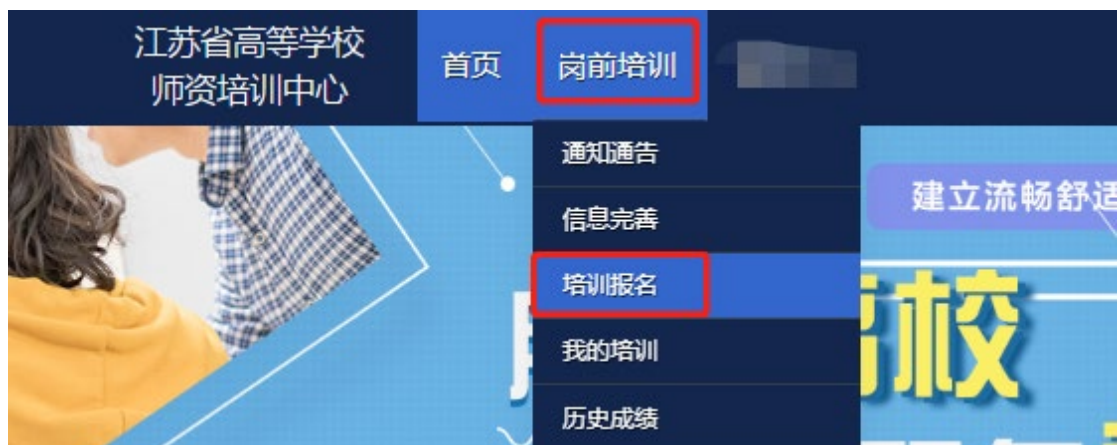 江苏省高等学校
师资培训中心
首页
岗前培训
通知通告
信息完善
培训报名
我的培训
历史成绩
建立流畅舒适
高校